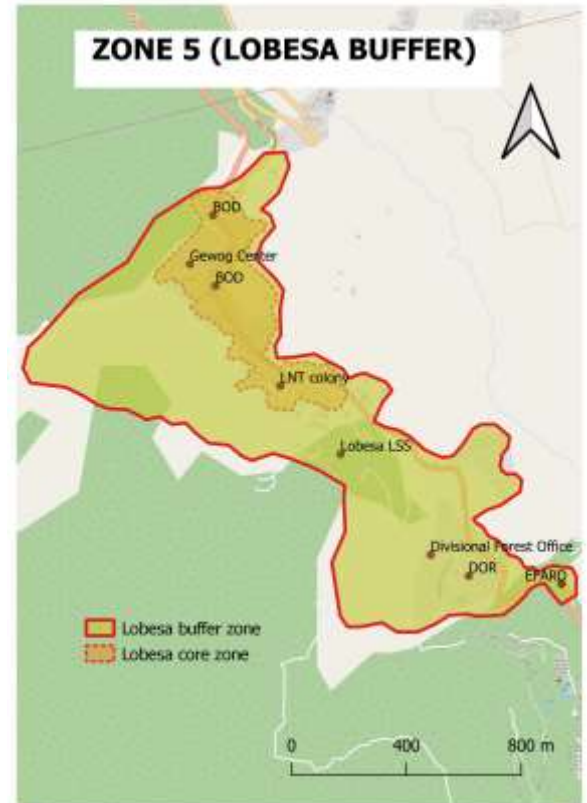 ZONE 5 (LOBESA BUFFER)
BOD
Gewog Center
BOD
LNT colony
Lobesa LSS
Divisional Forest Office
DOR
EFARD
Lobesa buffer zone
Lobesa core zone
0 400 800 m